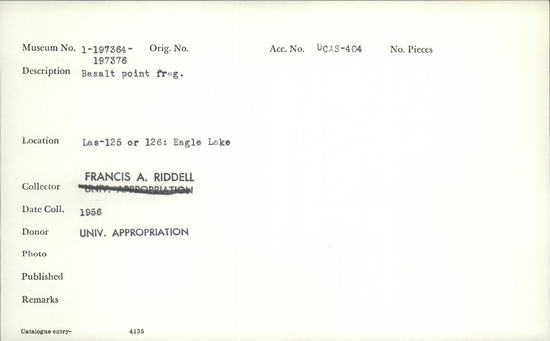 Museum No. 1-197364- Orig. No. Acc. No. UCAS-404 No. Pieces
197376
Description Basalt point frag.
Location Las-125 or 126: Eagle Lake
FRANCIS A. RIDDELL
Collector UNIV. APPROPRIATION
Date Coll. 1956
Donor UNIV. APPROPRIATION
Photo
Published
Remarks
Catalogue entry- 4135